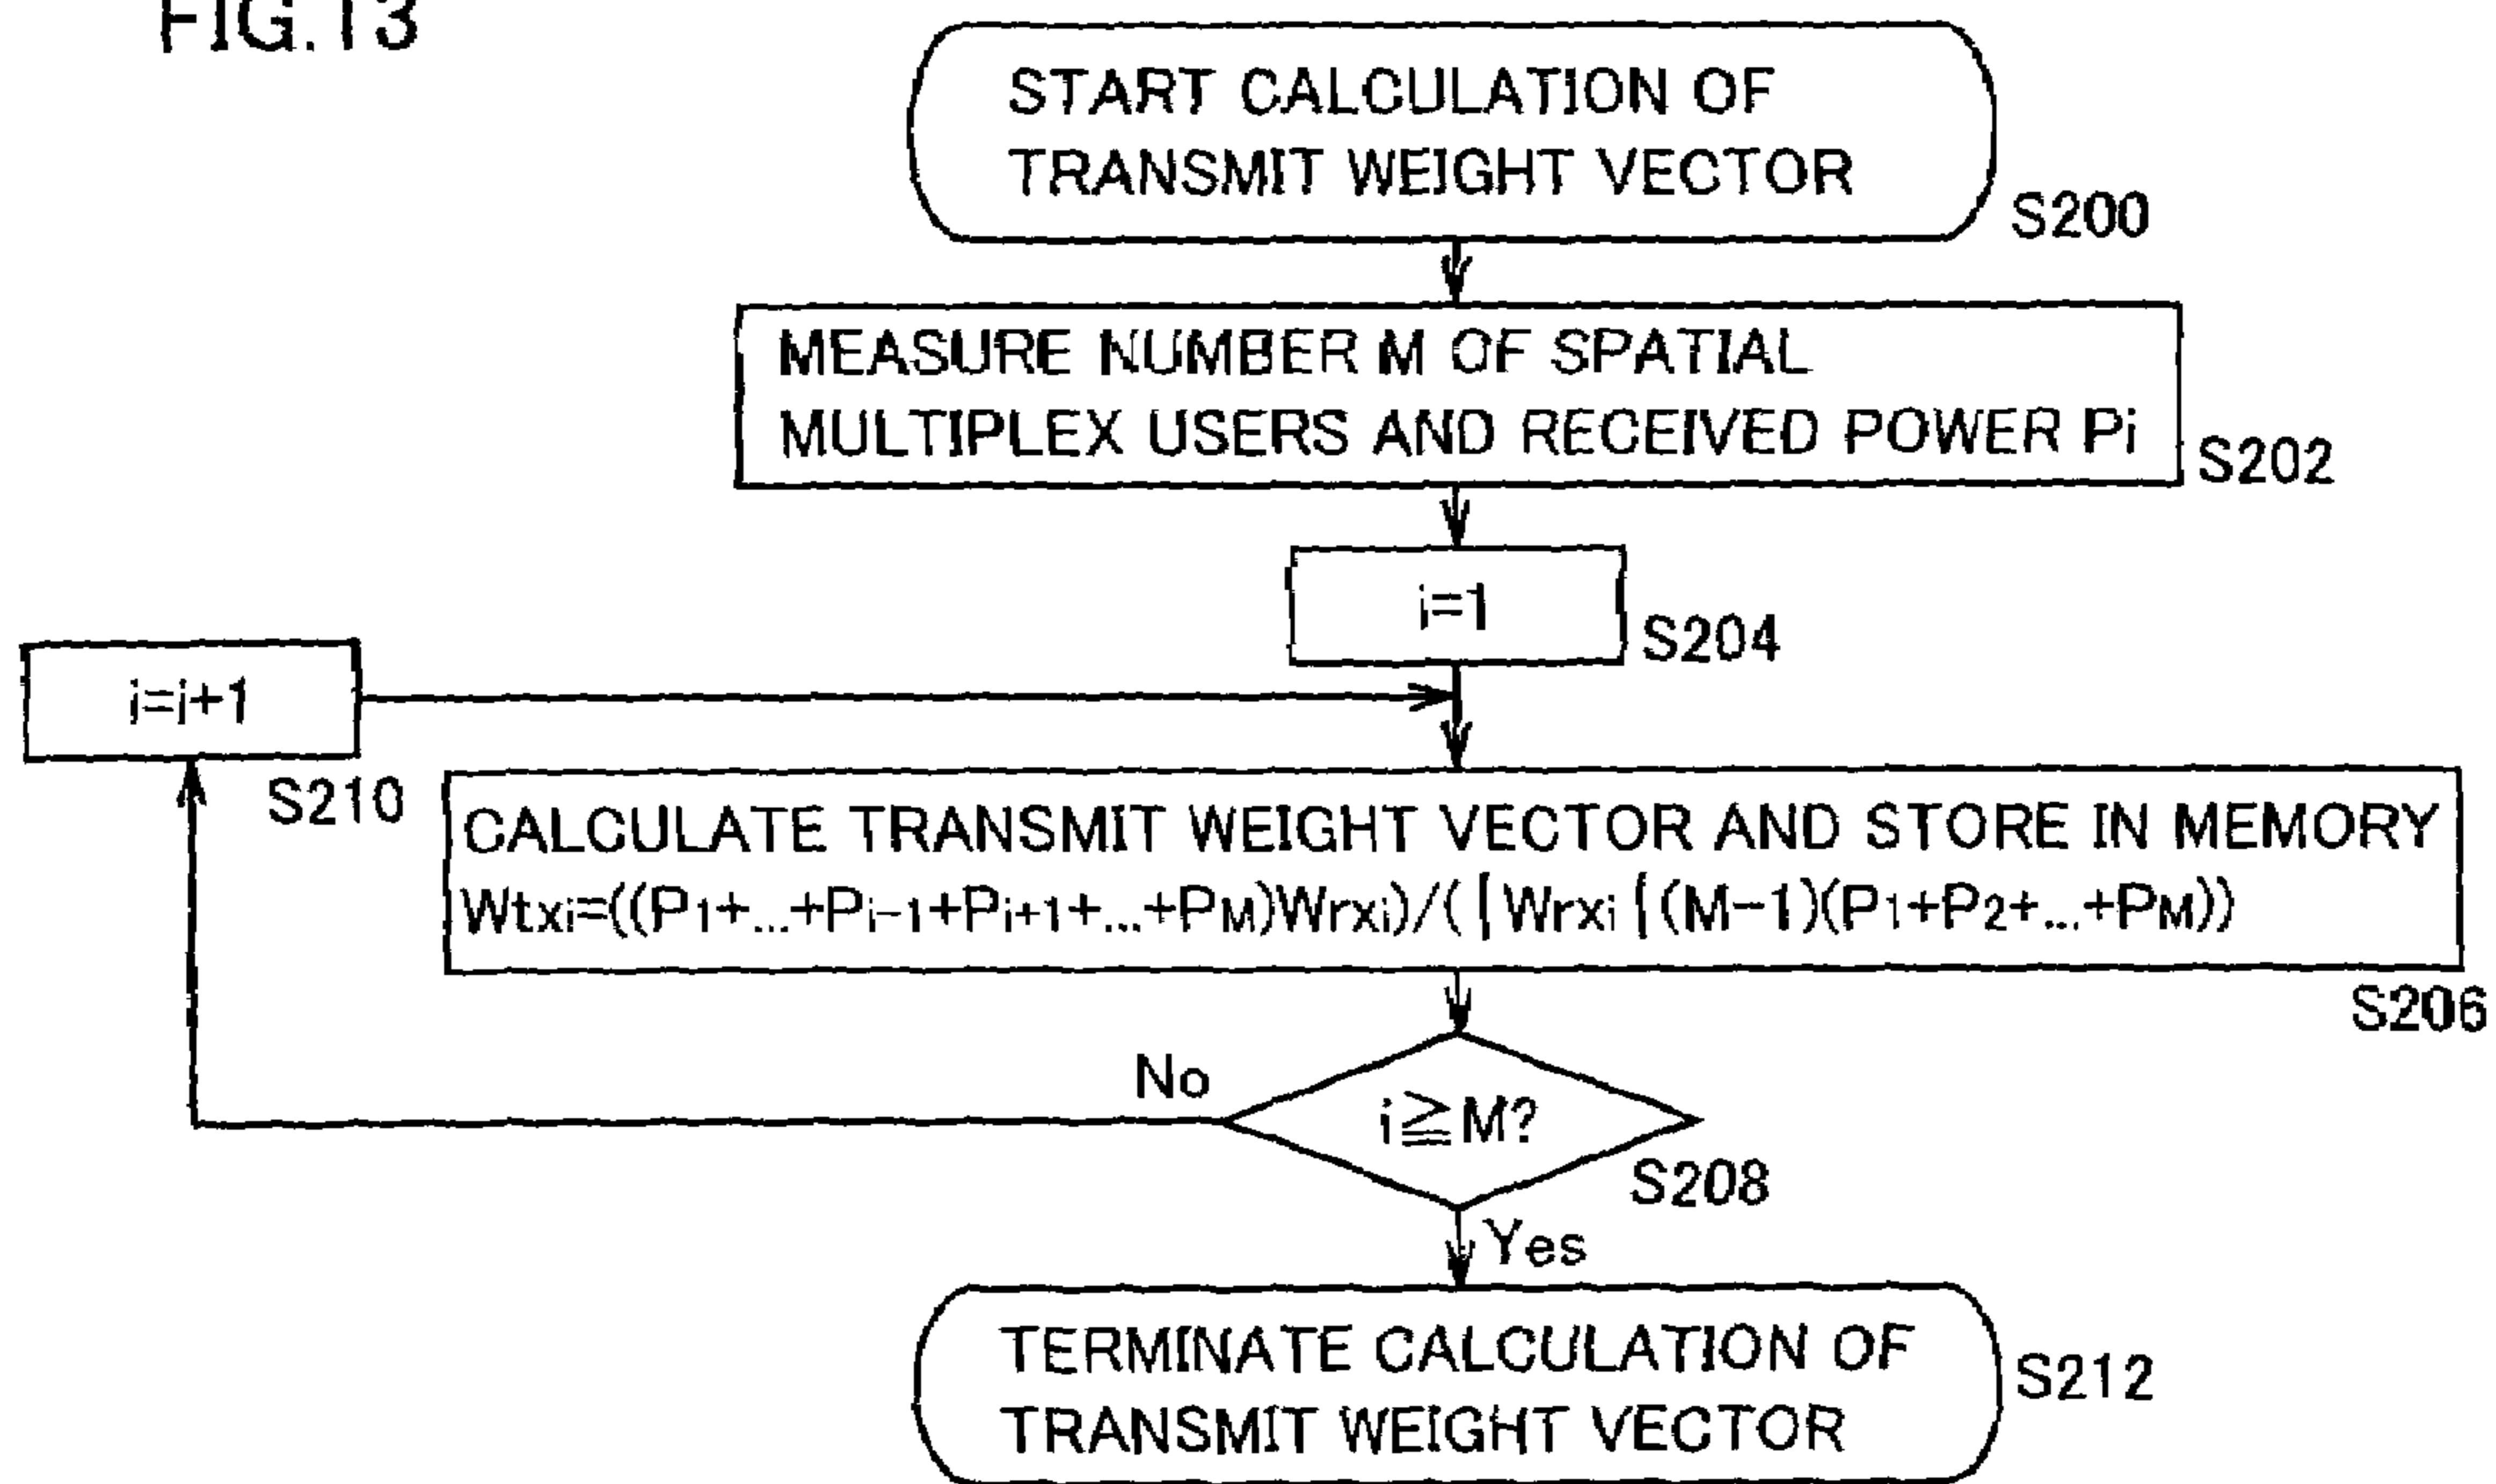 FIG.13
START CALCULATION OF
TRANSMIT WEIGHT VECTOR
S200
MEASURE NUMBER M OF SPATIAL
MULTIPLEX USERS AND RECEIVED POWER Pi
S202
i=1
S204
i=i+1
S210
CALCULATE TRANSMIT WEIGHT VECTOR AND STORE IN MEMORY
Wtxi=((P1+...+Pi-1+Pi+1+...+PM)Wrxi)/(|Wrxi|(M-1)(P1+P2+...+PM))
S206
No
i≧M?
S208
Yes
TERMINATE CALCULATION OF
TRANSMIT WEIGHT VECTOR
S212